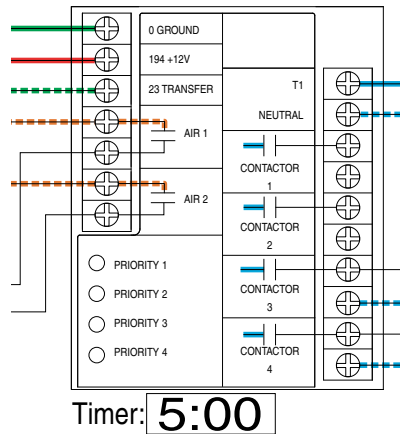 0 GROUND
194 +12V
23 TRANSFER
T1
NEUTRAL
AIR 1
AIR 2
CONTACTOR
1
CONTACTOR
2
CONTACTOR
3
CONTACTOR
4
PRIORITY 1
PRIORITY 2
PRIORITY 3
PRIORITY 4
Timer: 5:00